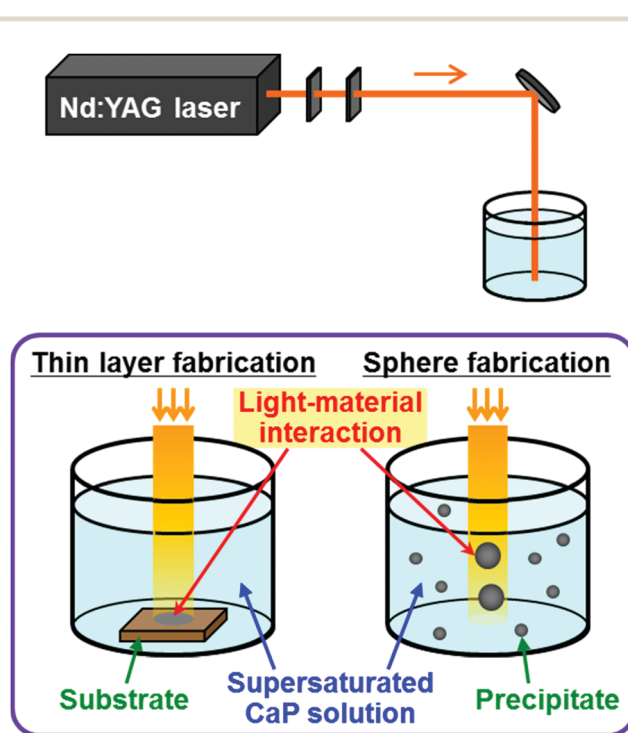 Nd:YAG laser
Thin layer fabrication
Sphere fabrication
Light-material
interaction
Substrate
Supersaturated
CaP solution
Precipitate